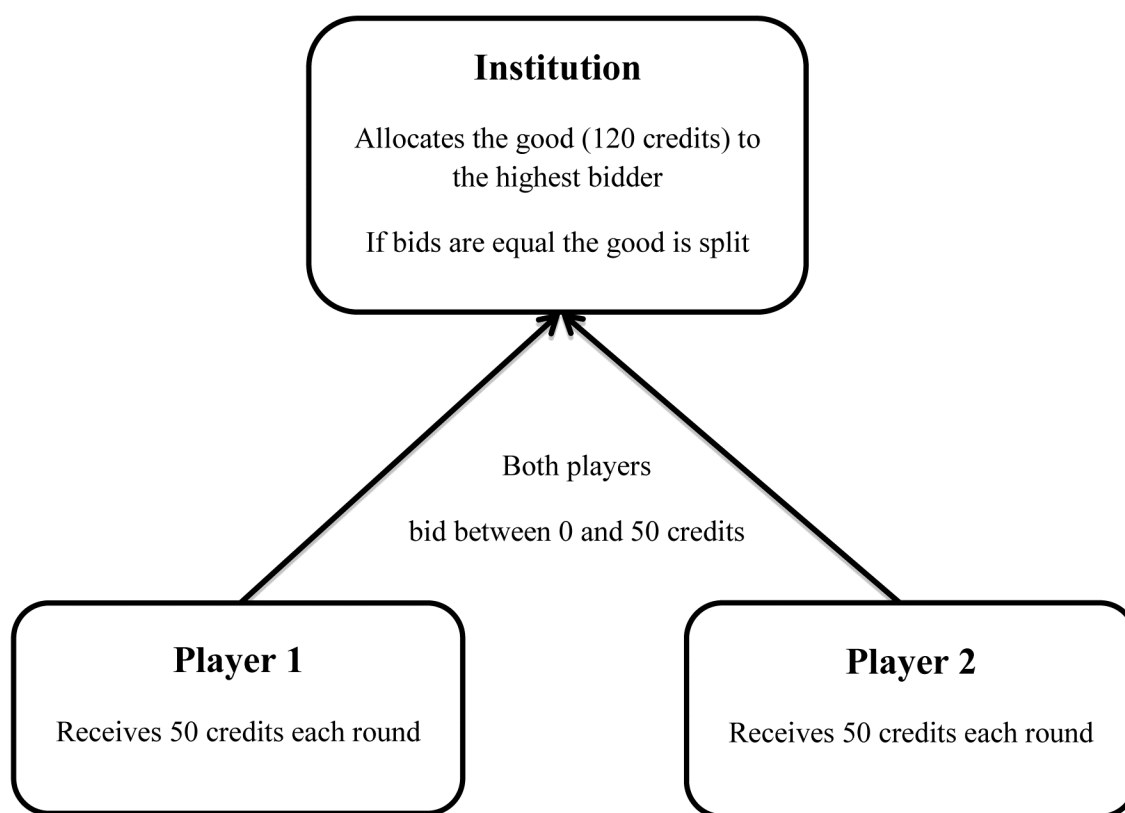 Institution
Allocates the good (120 credits) to
the highest bidder
If bids are equal the good is split
Both players
bid between 0 and 50 credits
Player 1
Receives 50 credits each round
Player 2
Receives 50 credits each round